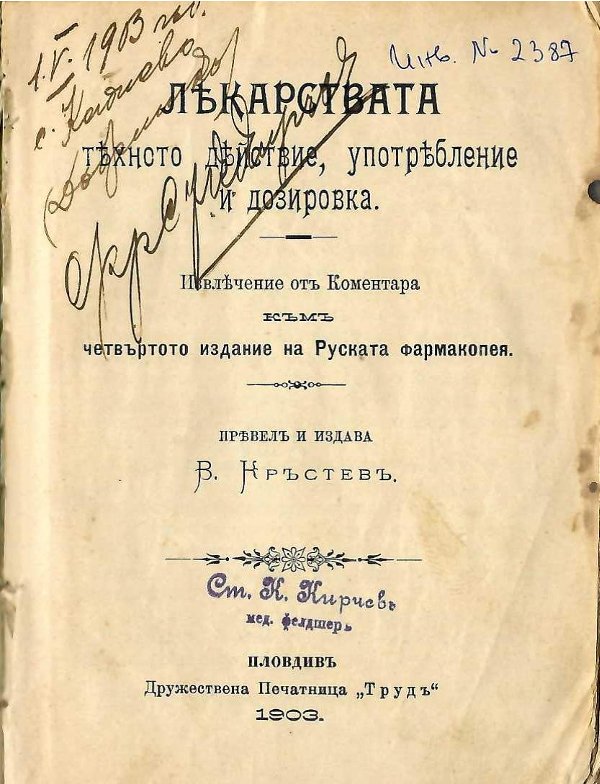 1.V.1903
Инв. № 2387
ЛѢКАРСТВАТА
тѣхното дѣйствие, употрѣбление
и дозировка.
Извлѣчение отъ Коментара
КЪМЪ
четвъртото издание на Руската фармакопея.
ПРѢВЕЛЪ И ИЗДАВА
В. КРЪСТЕВЪ.
Ст. К. Кирчевъ
мед. фелдшеръ
ПЛОВДИВЪ
Дружествена Печатница „Трудъ“
1903.